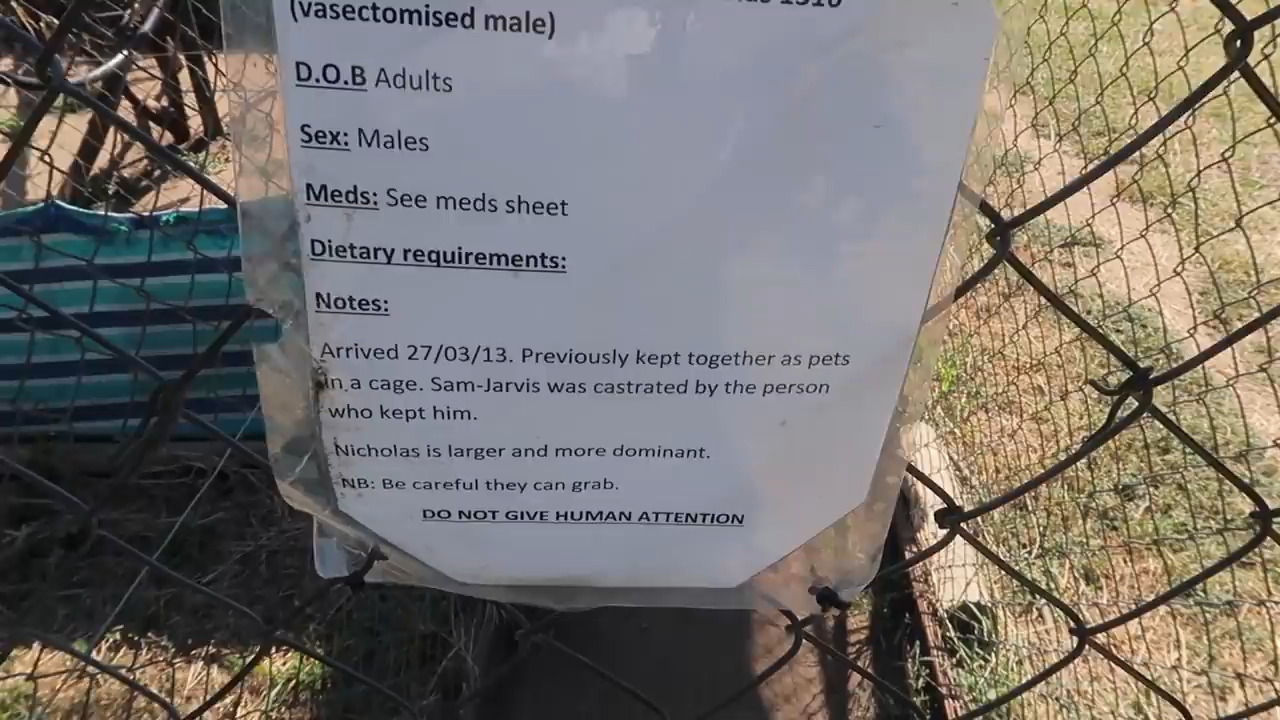 (vasectomised male)
D.O.B Adults
Sex: Males
Meds: See meds sheet
Dietary requirements:
Notes:
Arrived 27/03/13. Previously kept together as pets
in a cage. Sam-Jarvis was castrated by the person
who kept him.
Nicholas is larger and more dominant.
NB: Be careful they can grab.
DO NOT GIVE HUMAN ATTENTION